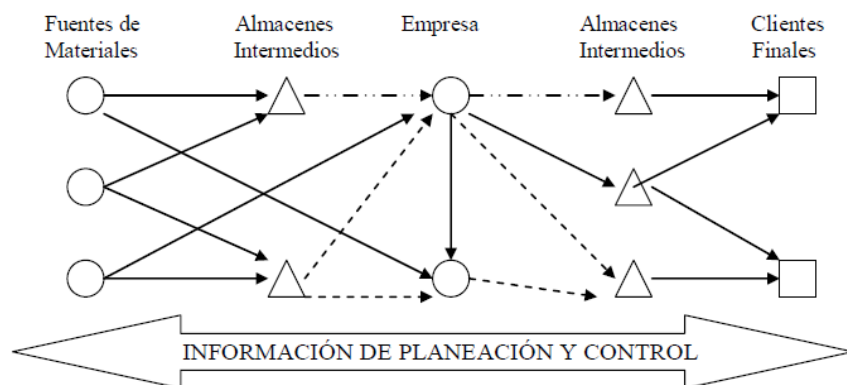 Fuentes de Materiales
Almacenes Intermedios
Empresa
Almacenes Intermedios
Clientes Finales
INFORMACIÓN DE PLANEACIÓN Y CONTROL